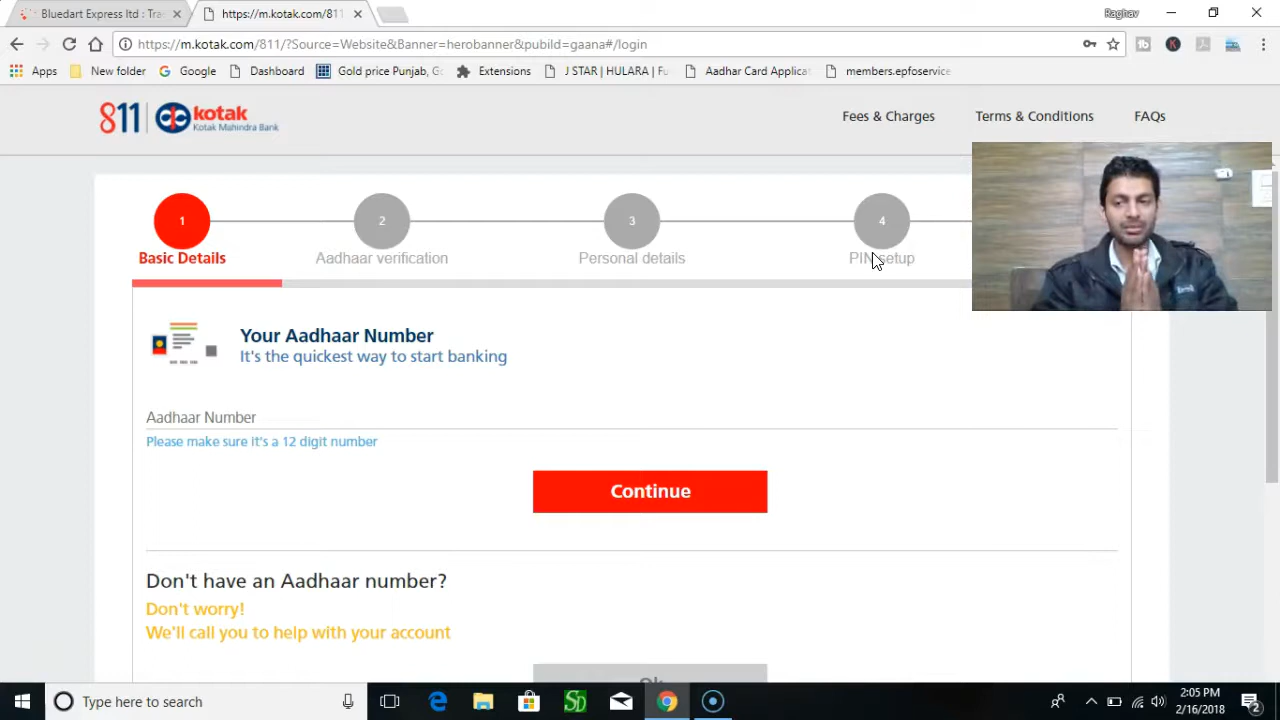 Bluedart Express ltd : Tra
https://m.kotak.com/811
Raghav
https://m.kotak.com/811/?Source=Website&Banner=herobanner&pubild=gaana#/login
Apps
New folder
Google
Dashboard
Gold price Punjab, G
Extensions
J STAR | HULARA | Fu
Aadhar Card Applica
members.epfoservice
811
kotak
Kotak Mahindra Bank
Fees & Charges
Terms & Conditions
FAQs
1
2
3
4
Basic Details
Aadhaar verification
Personal details
PIN setup
Your Aadhaar Number
It's the quickest way to start banking
Aadhaar Number
Please make sure it's a 12 digit number
Continue
Don't have an Aadhaar number?
Don't worry!
We'll call you to help with your account
Ok
Type here to search
SD
2:05 PM
2/16/2018
2